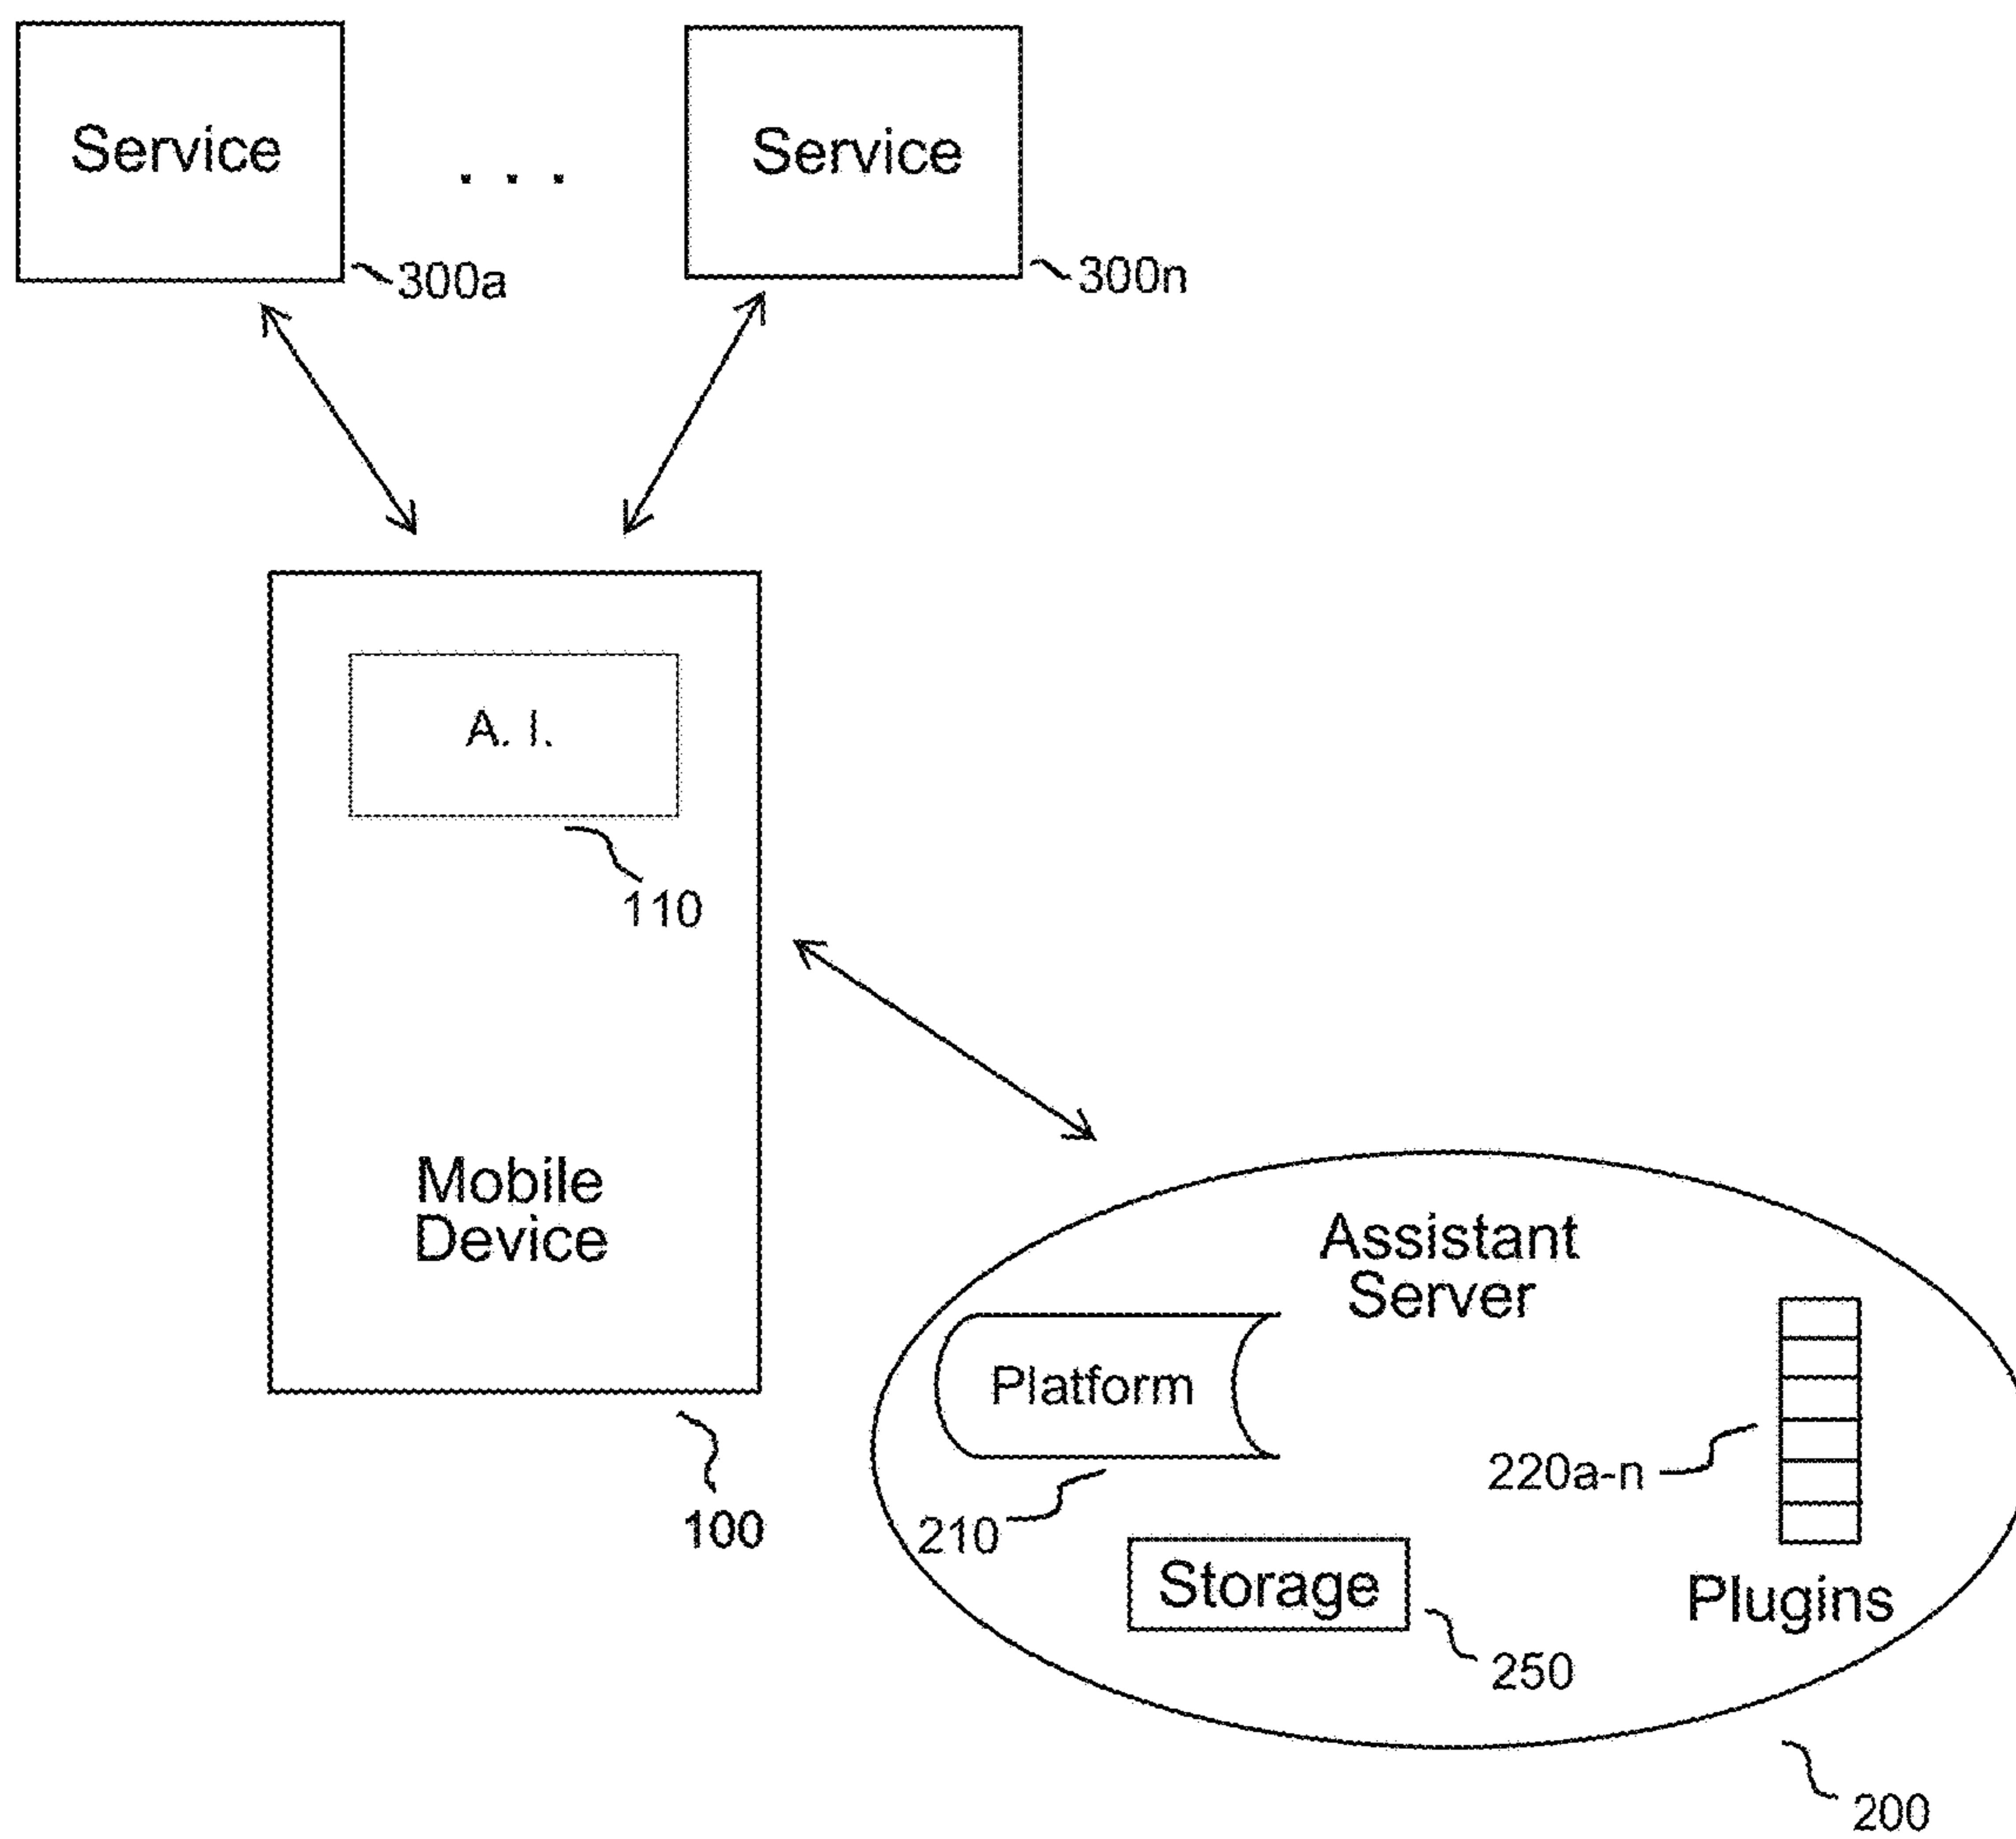 Service
. . .
Service
300a
300n
A. I.
110
Mobile
Device
100
Assistant
Server
Platform
210
220a-n
Storage
250
Plugins
200